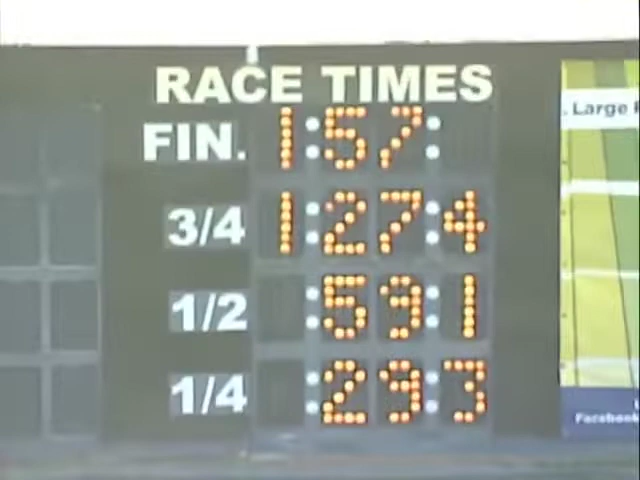 RACE TIMES
FIN. 1:57:
3/4 1:27:4
1/2 :59:1
1/4 :29:3
. Large
Facebook